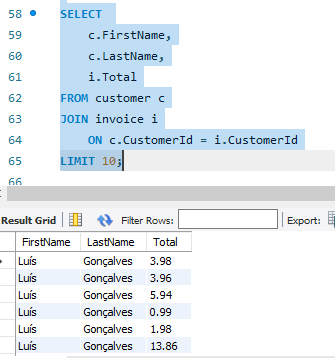 58 SELECT
59 c.FirstName,
60 c.LastName,
61 i.Total
62 FROM customer c
63 JOIN invoice i
64 ON c.CustomerId = i.CustomerId
65 LIMIT 10;
66
Result Grid Filter Rows: Export:
FirstName LastName Total
Luís Gonçalves 3.98
Luís Gonçalves 3.96
Luís Gonçalves 5.94
Luís Gonçalves 0.99
Luís Gonçalves 1.98
Luís Gonçalves 13.86